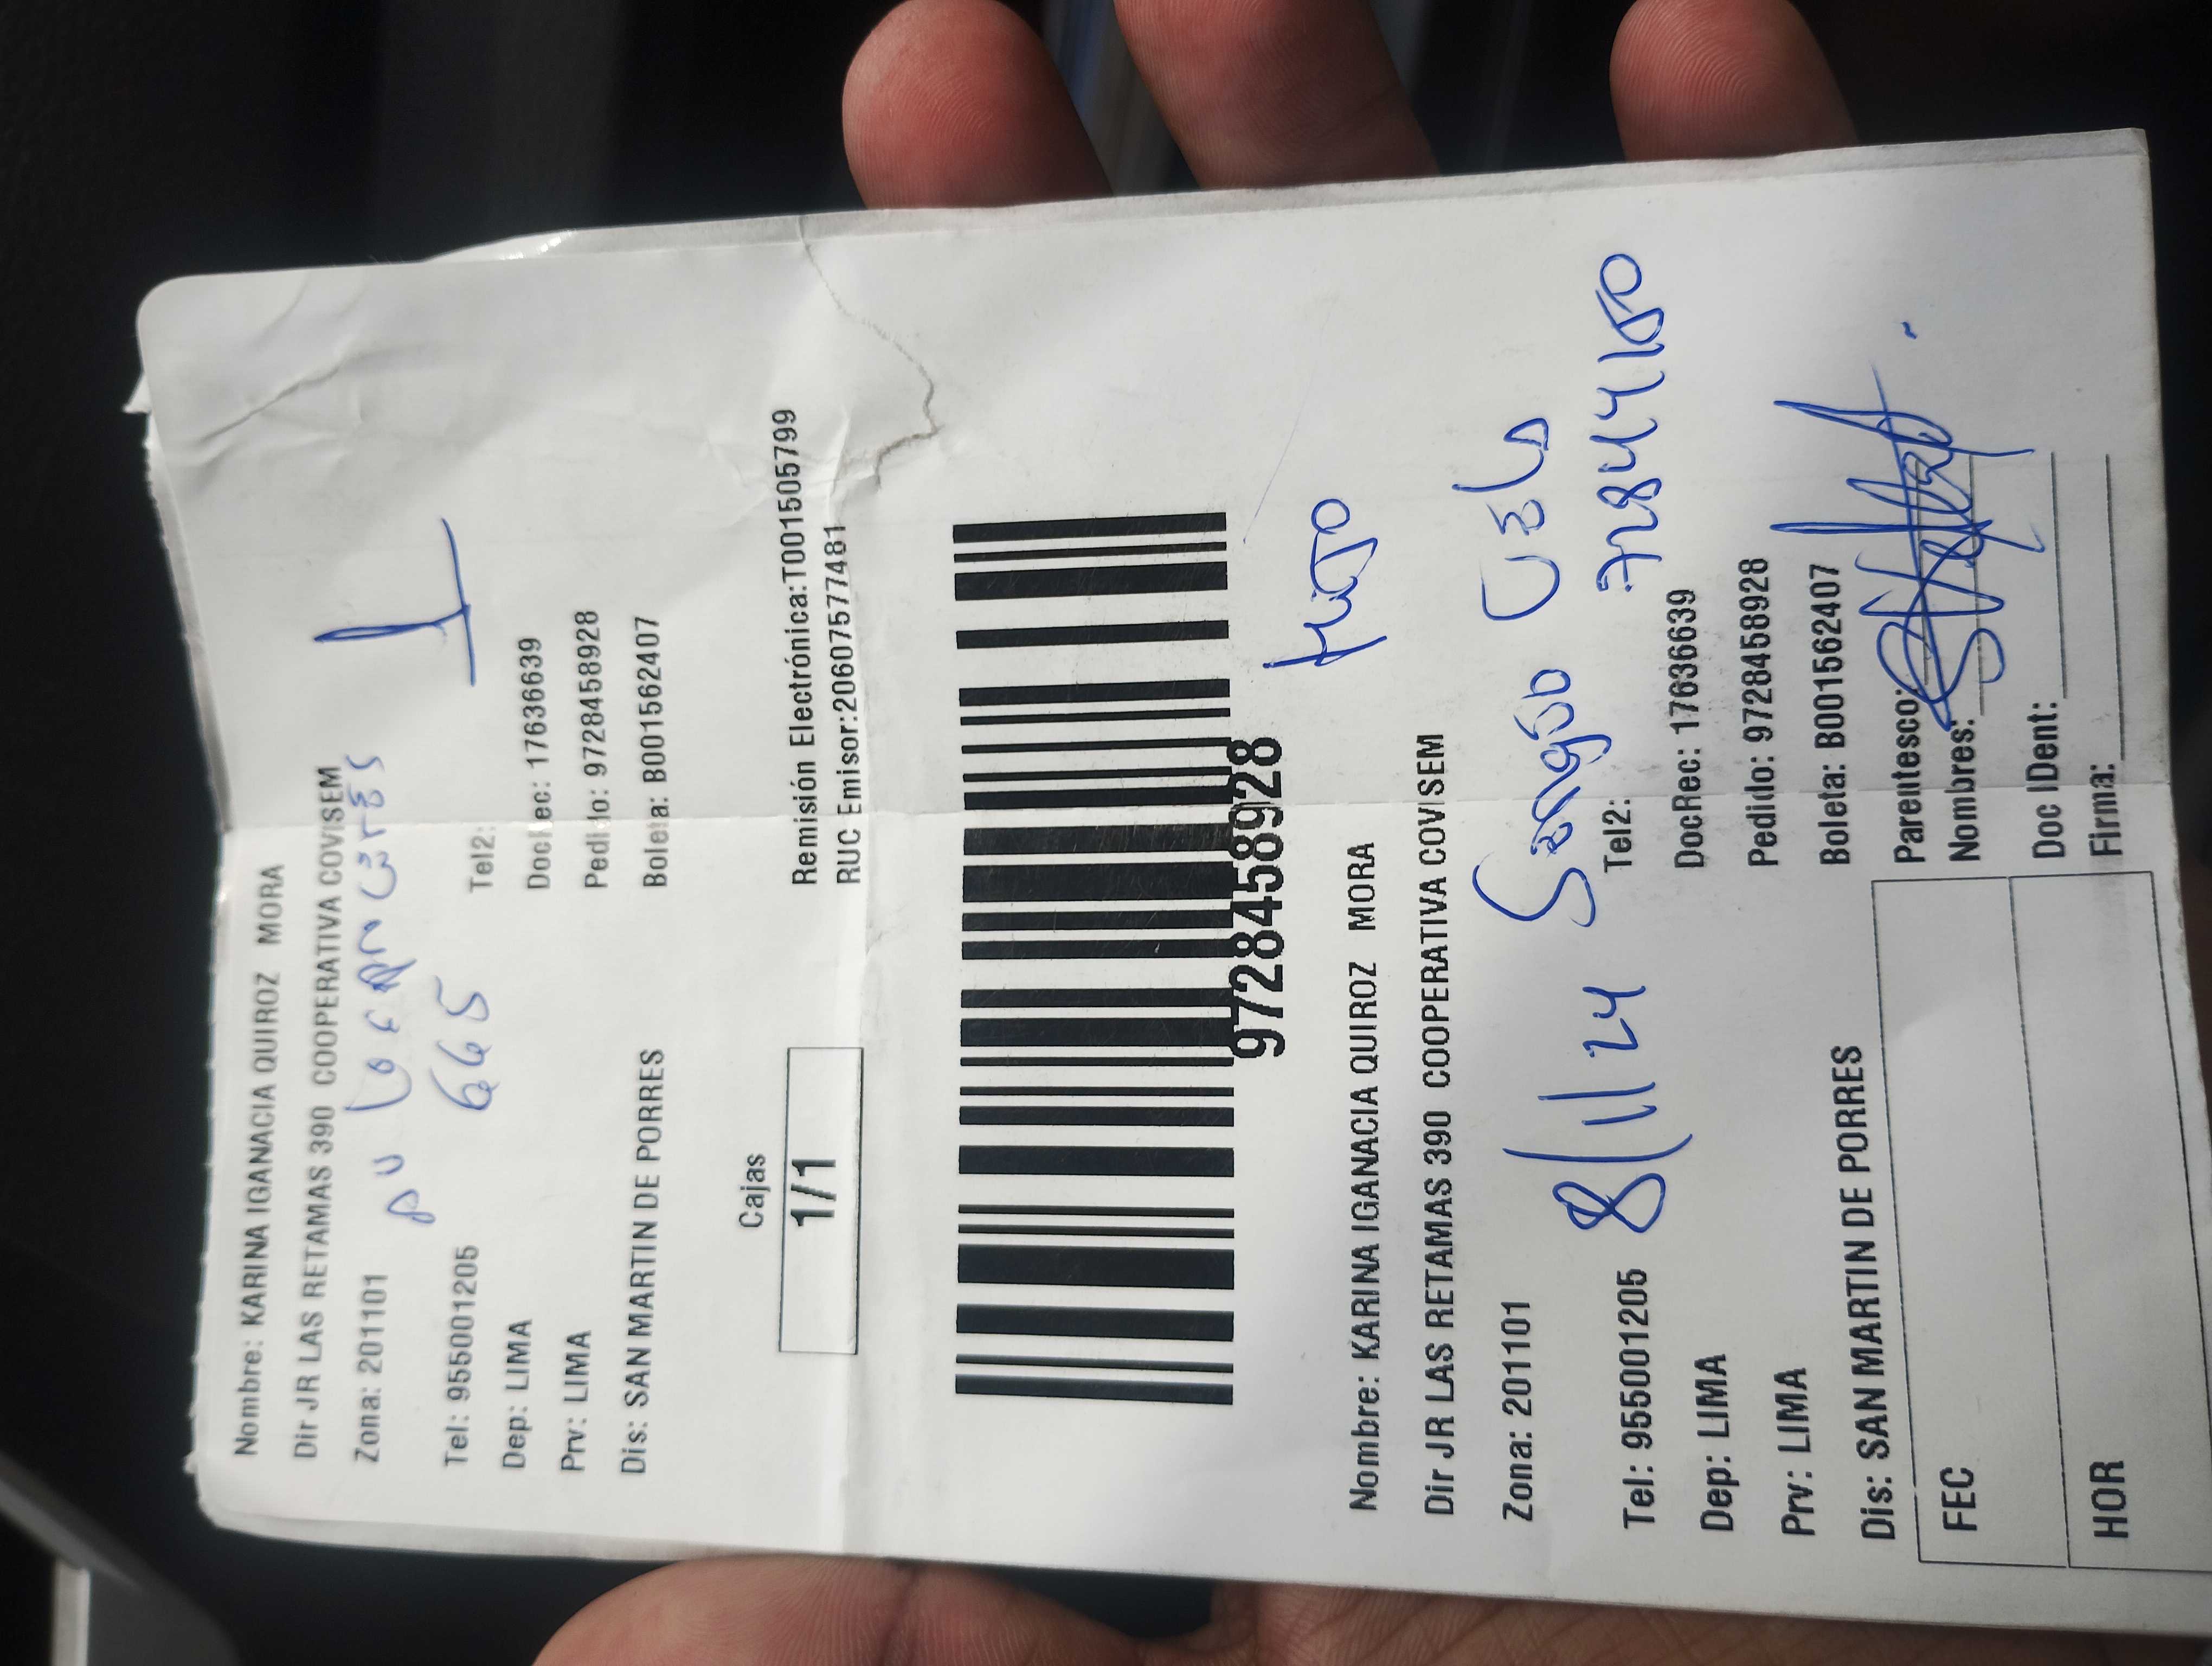 Nombre: KARINA IGANACIA QUIROZ MORA
Dir JR LAS RETAMAS 390 COOPERATIVA COVISEM
Zona: 201101
665
Tel: 955001205 Tel2:
Dep: LIMA DocRec: 17636639
Prv: LIMA Pedido: 9728458928
Dis: SAN MARTIN DE PORRES Boleta: B001562407
Cajas
1/1
Remisión Electrónica:T001505799
RUC Emisor:20607577481
9728458928
Nombre: KARINA IGANACIA QUIROZ MORA
Dir JR LAS RETAMAS 390 COOPERATIVA COVISEM
Zona: 201101
8/11/24
Tel: 955001205 Tel2:
Dep: LIMA DocRec: 17636639
Prv: LIMA Pedido: 9728458928
Dis: SAN MARTIN DE PORRES Boleta: B001562407
FEC Parentesco:
Nombres:
HOR Doc IDent:
Firma: